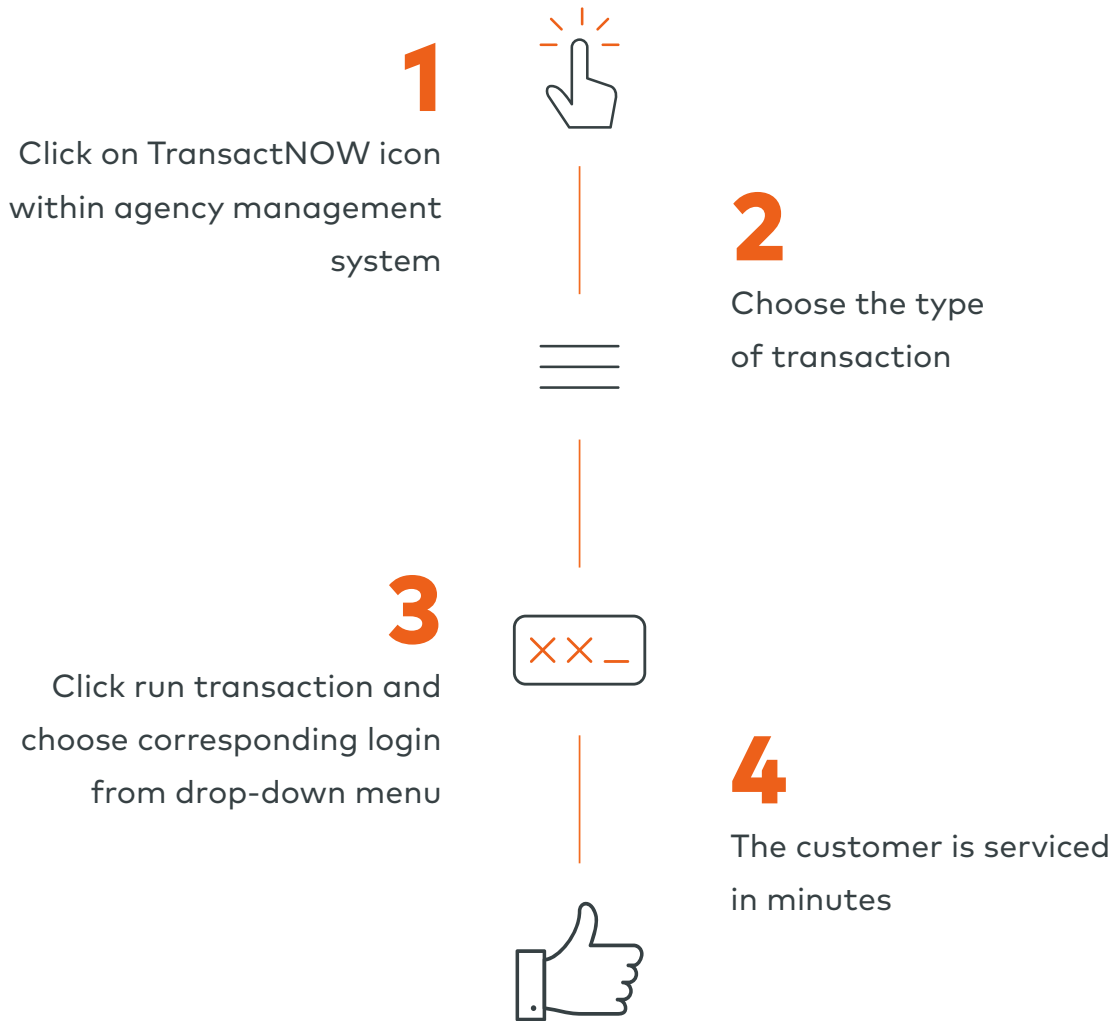 1
Click on TransactNOW icon
within agency management
system
2
Choose the type
of transaction
3
Click run transaction and
choose corresponding login
from drop-down menu
4
The customer is serviced
in minutes